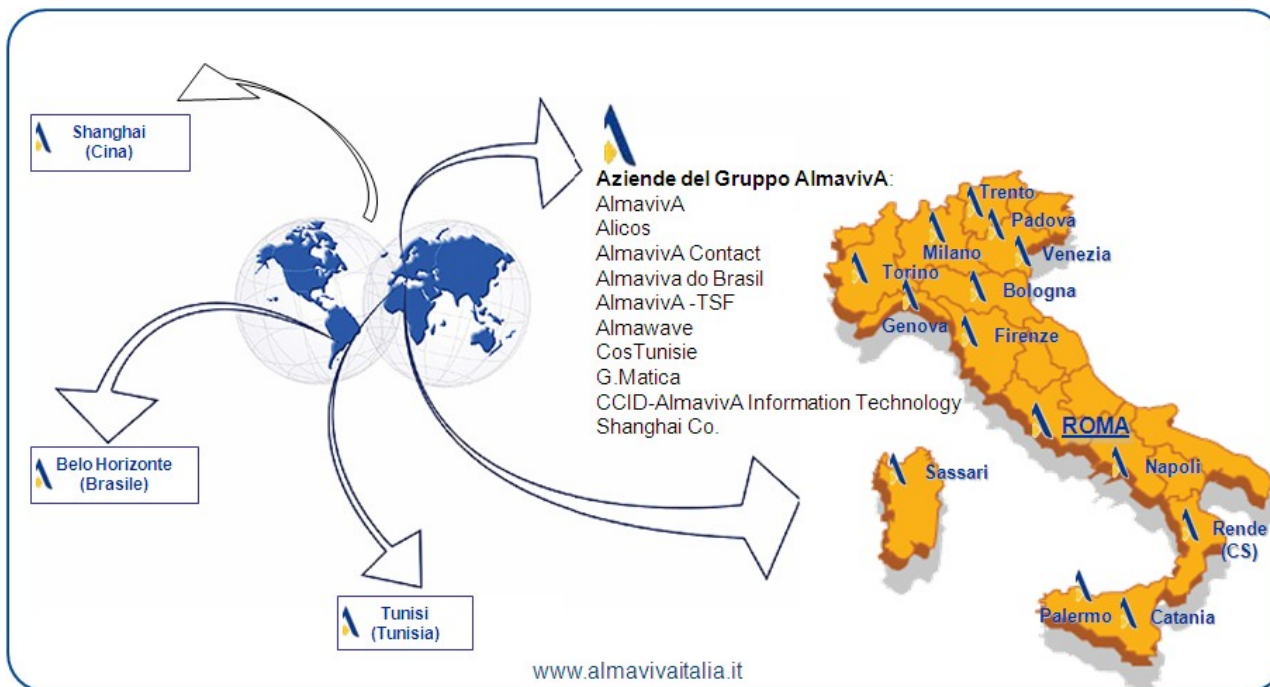 Shanghai
(Cina)
Belo Horizonte
(Brasile)
Tunisi
(Tunisia)
Aziende del Gruppo AlmavivA:
AlmavivA
Alicos
AlmavivA Contact
Almaviva do Brasil
AlmavivA -TSF
Almawave
CosTunisie
G.Matica
CCID-AlmavivA Information Technology
Shanghai Co.
Trento
Padova
Milano
Venezia
Torino
Bologna
Genova
Firenze
ROMA
Napoli
Sassari
Rende
(CS)
Palermo
Catania
www.almavivaitalia.it